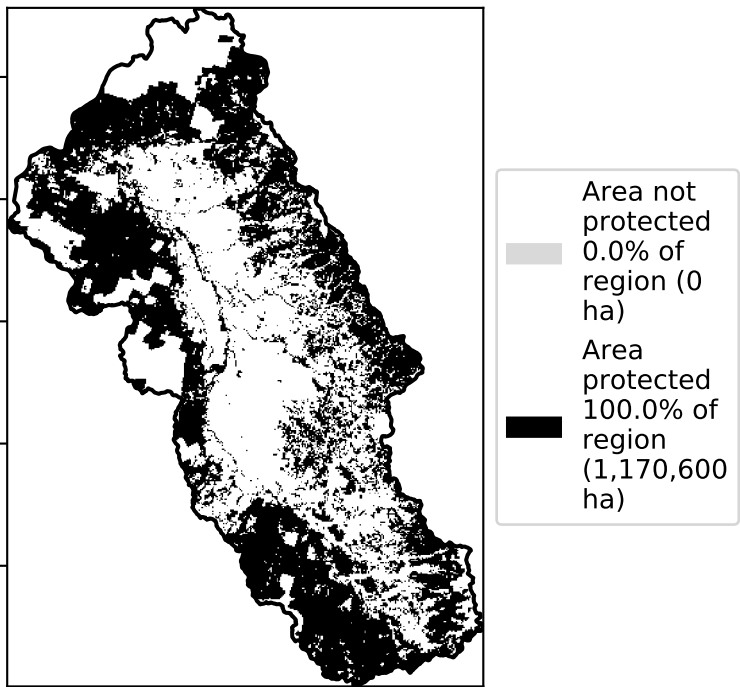 Area not
protected
0.0% of
region (0
ha)
Area
protected
100.0% of
region
(1,170,600
ha)